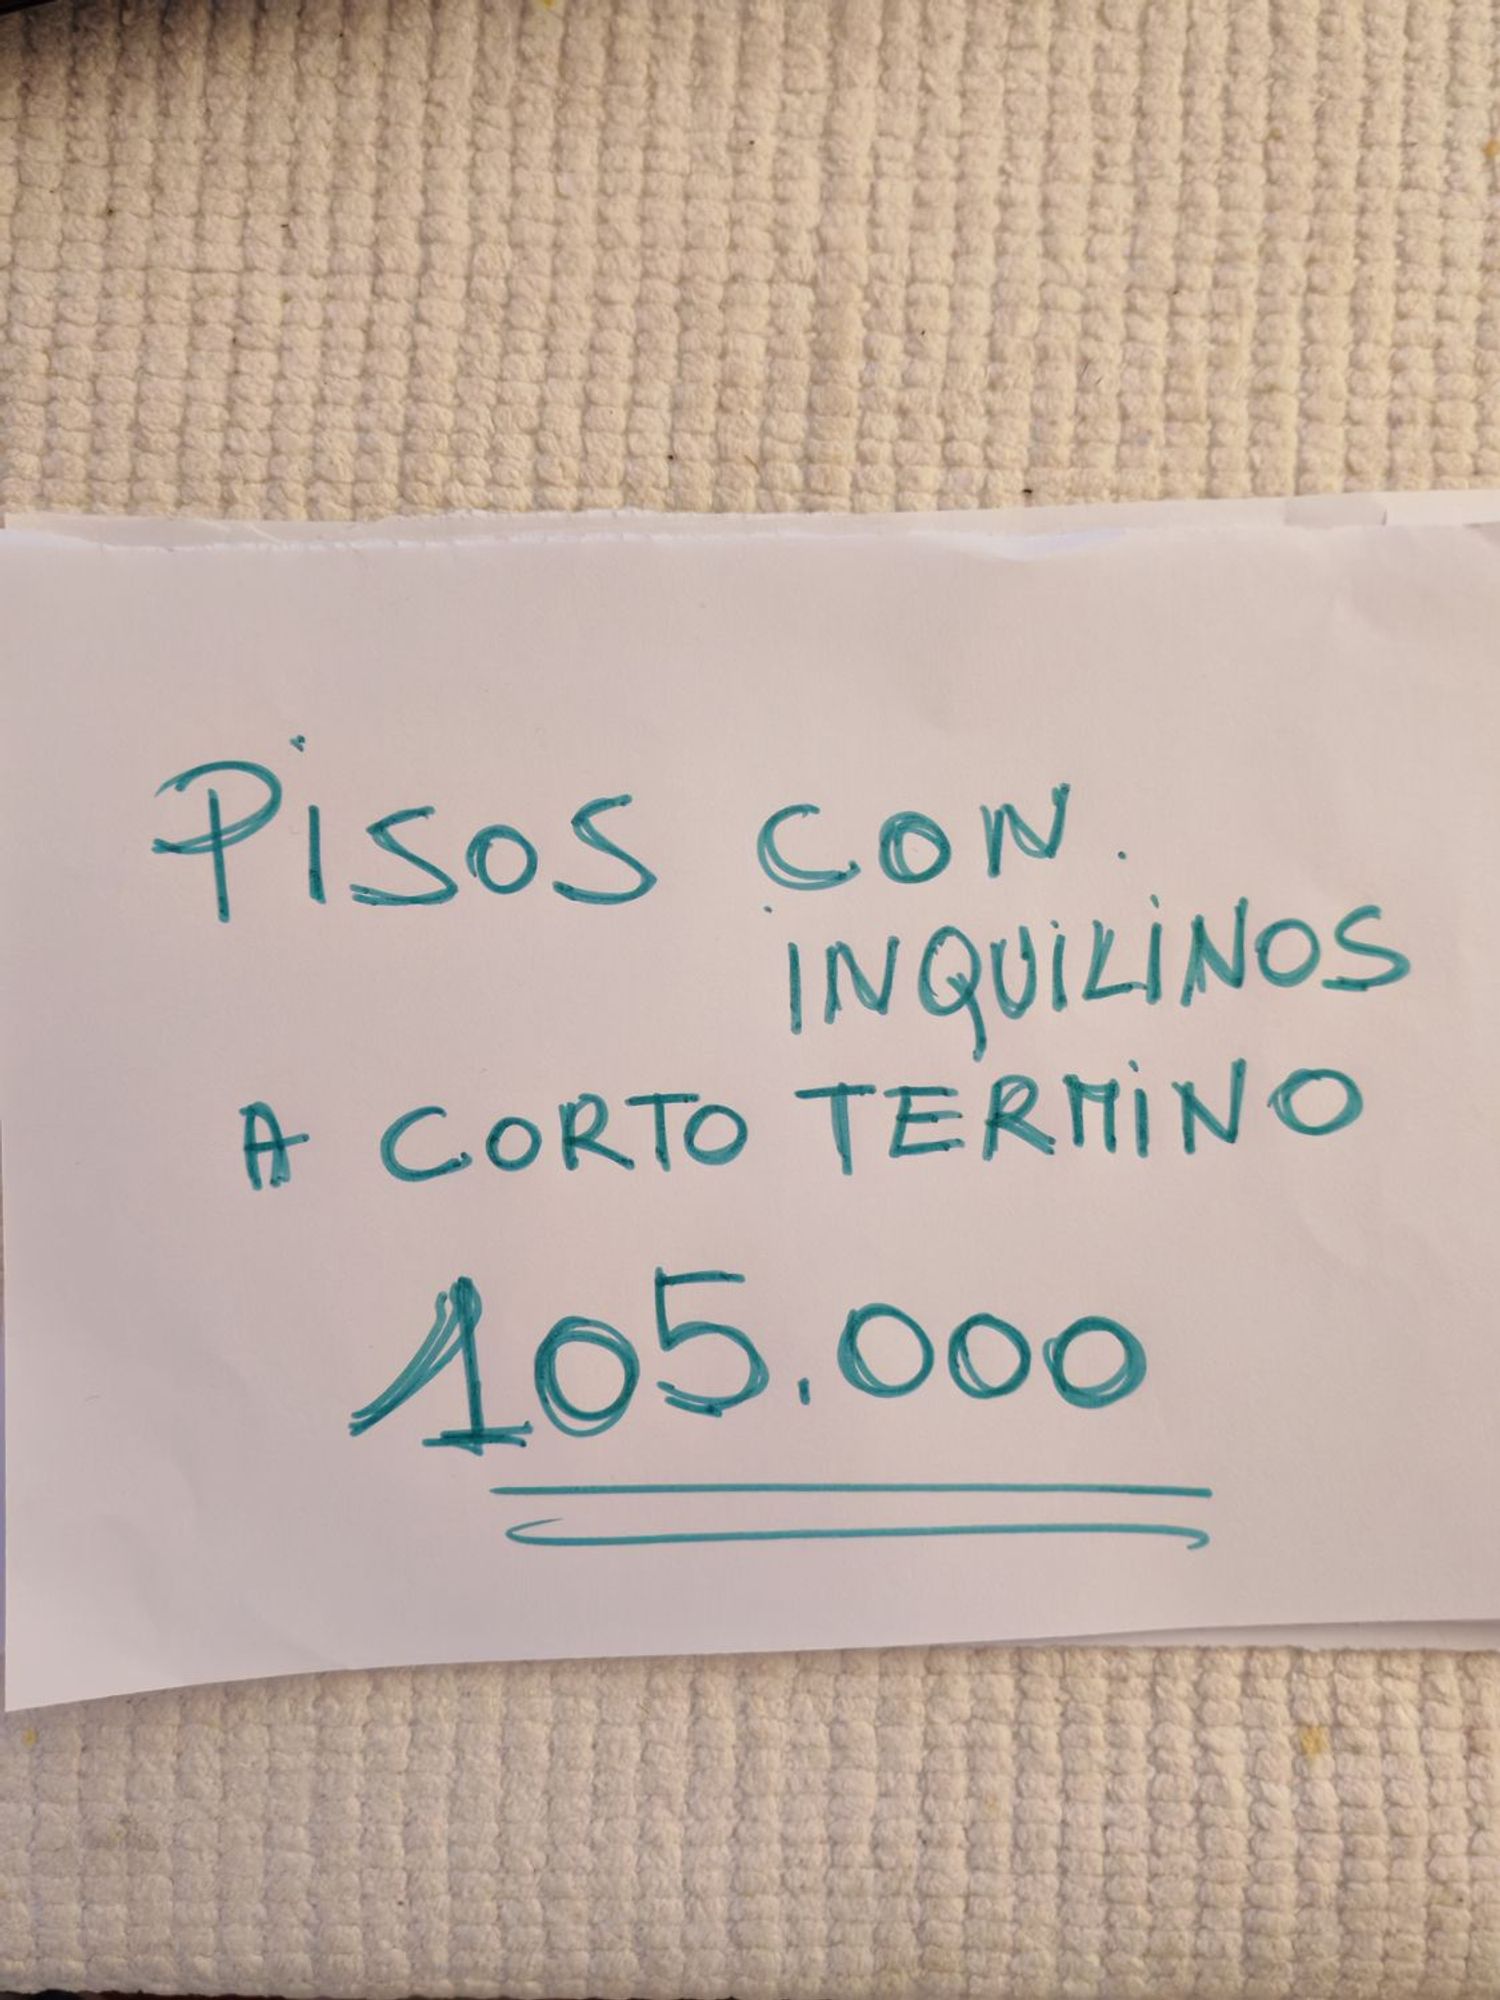 PISOS CON
INQUILINOS
A CORTO TERMINO
105.000